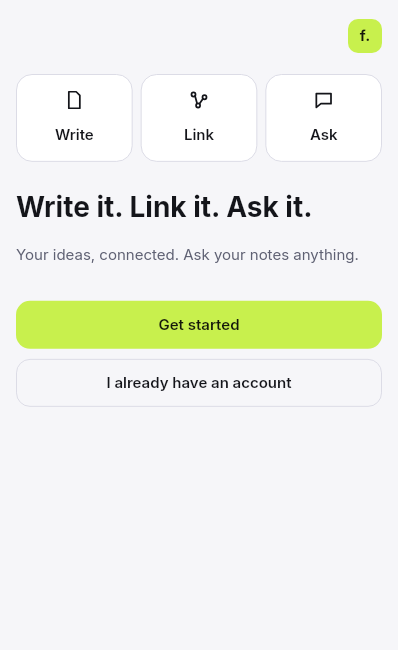 f.
Write
Link
Ask
Write it. Link it. Ask it.
Your ideas, connected. Ask your notes anything.
Get started
I already have an account